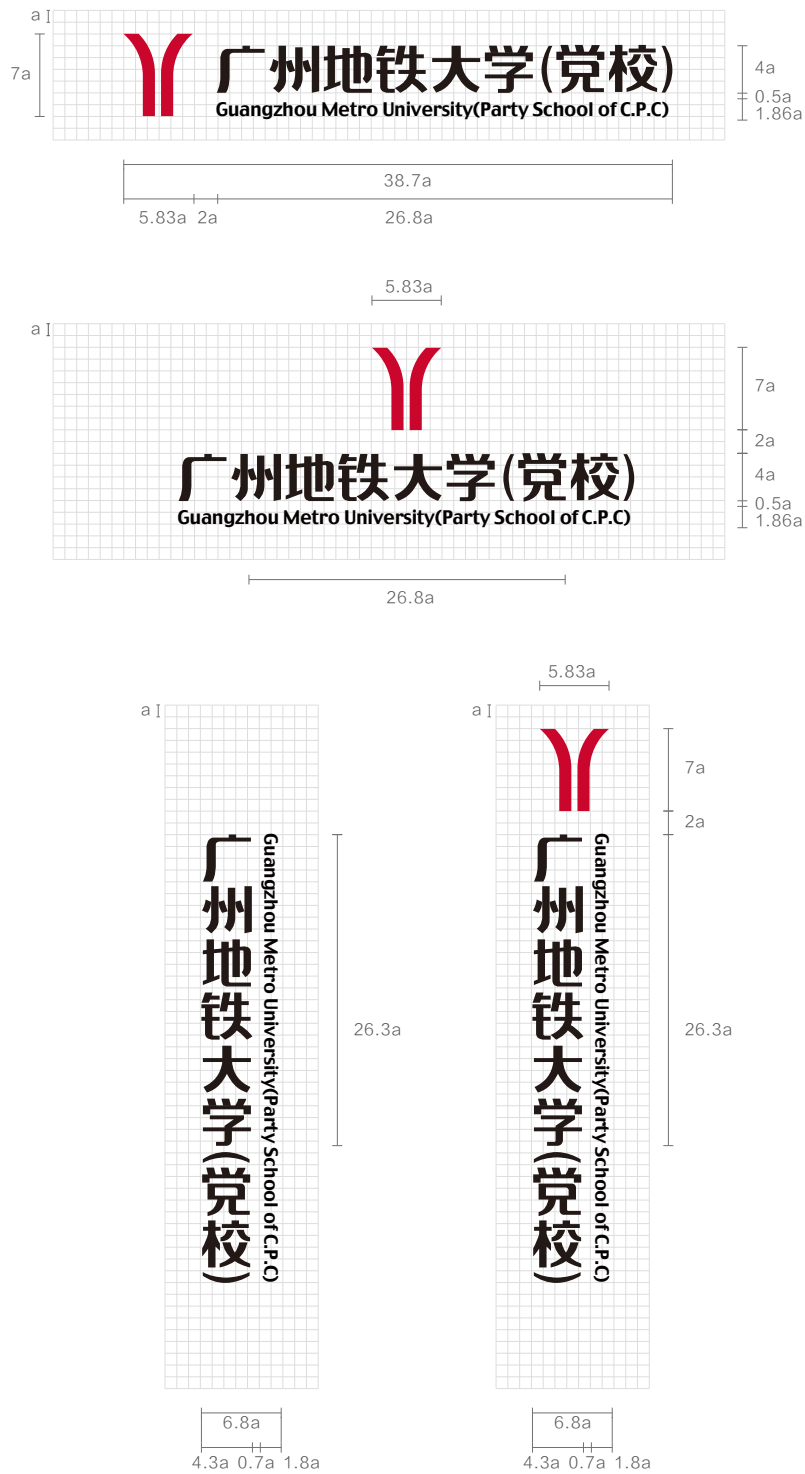 a
7a
广州地铁大学(党校)
Guangzhou Metro University(Party School of C.P.C)
4a
0.5a
1.86a
38.7a
5.83a 2a 26.8a
5.83a
a
广州地铁大学(党校)
Guangzhou Metro University(Party School of C.P.C)
7a
2a
4a
0.5a
1.86a
26.8a
a
广州地铁大学(党校)
Guangzhou Metro University(Party School of C.P.C)
26.3a
6.8a
4.3a 0.7a 1.8a
5.83a
a
7a
2a
广州地铁大学(党校)
Guangzhou Metro University(Party School of C.P.C)
26.3a
6.8a
4.3a 0.7a 1.8a